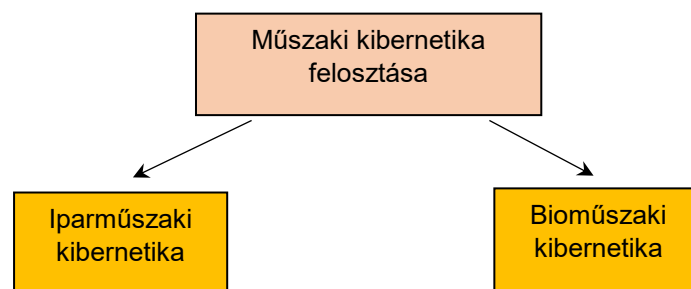 Műszaki kibernetika
felosztása
Iparműszaki
kibernetika
Bioműszaki
kibernetika